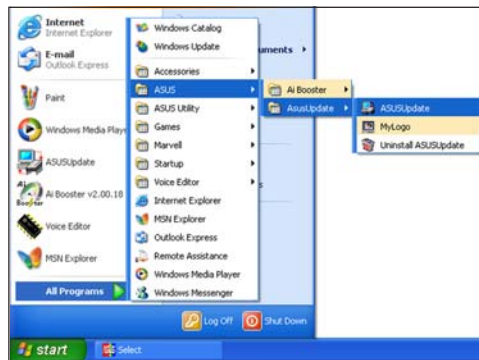 Internet
Internet Explorer
E-mail
Outlook Express
Paint
Windows Media Playe
ASUSUpdate
Ai Booster v2.00.18
Voice Editor
MSN Explorer
All Programs
Windows Catalog
Windows Update
Accessories
ASUS
ASUS Utility
Games
Marvell
Startup
Voice Editor
Internet Explorer
MSN Explorer
Outlook Express
Remote Assistance
Windows Media Player
Windows Messenger
uments
Ai Booster
AsusUpdate
ASUSUpdate
MyLogo
Uninstall ASUSUpdate
Log Off
Shut Down
start
Select